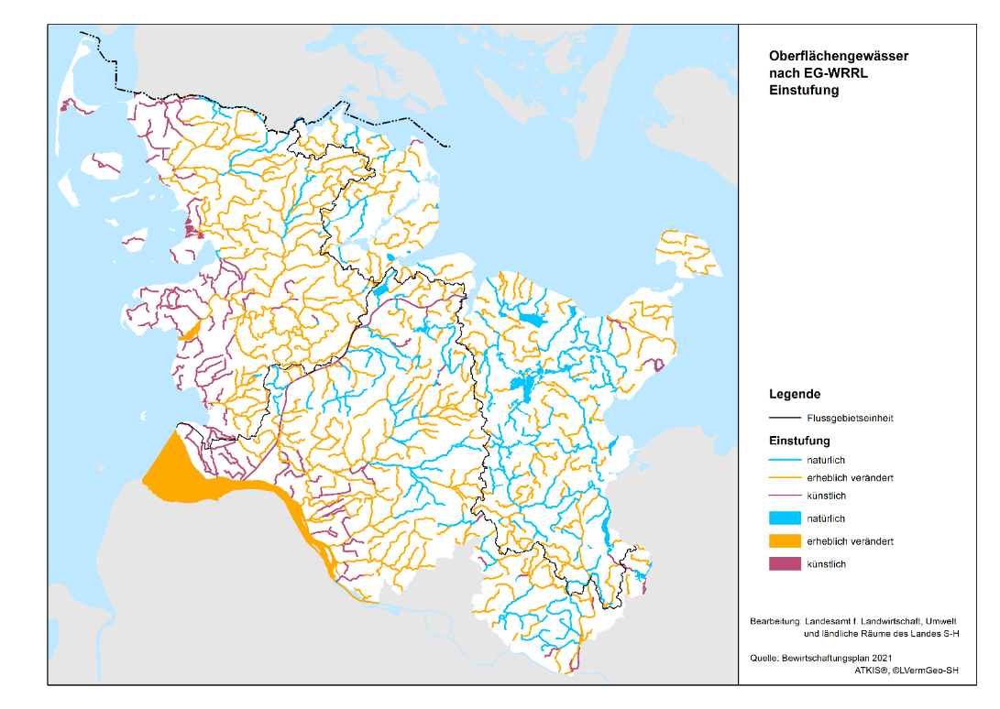 Oberflächengewässer
nach EG-WRRL
Einstufung
Legende
Flussgebietseinheit
Einstufung
natürlich
erheblich verändert
künstlich
natürlich
erheblich verändert
künstlich
Bearbeitung: Landesamt f. Landwirtschaft, Umwelt
und ländliche Räume des Landes S-H
Quelle: Bewirtschaftungsplan 2021
ATKIS®, ©LVermGeo-SH